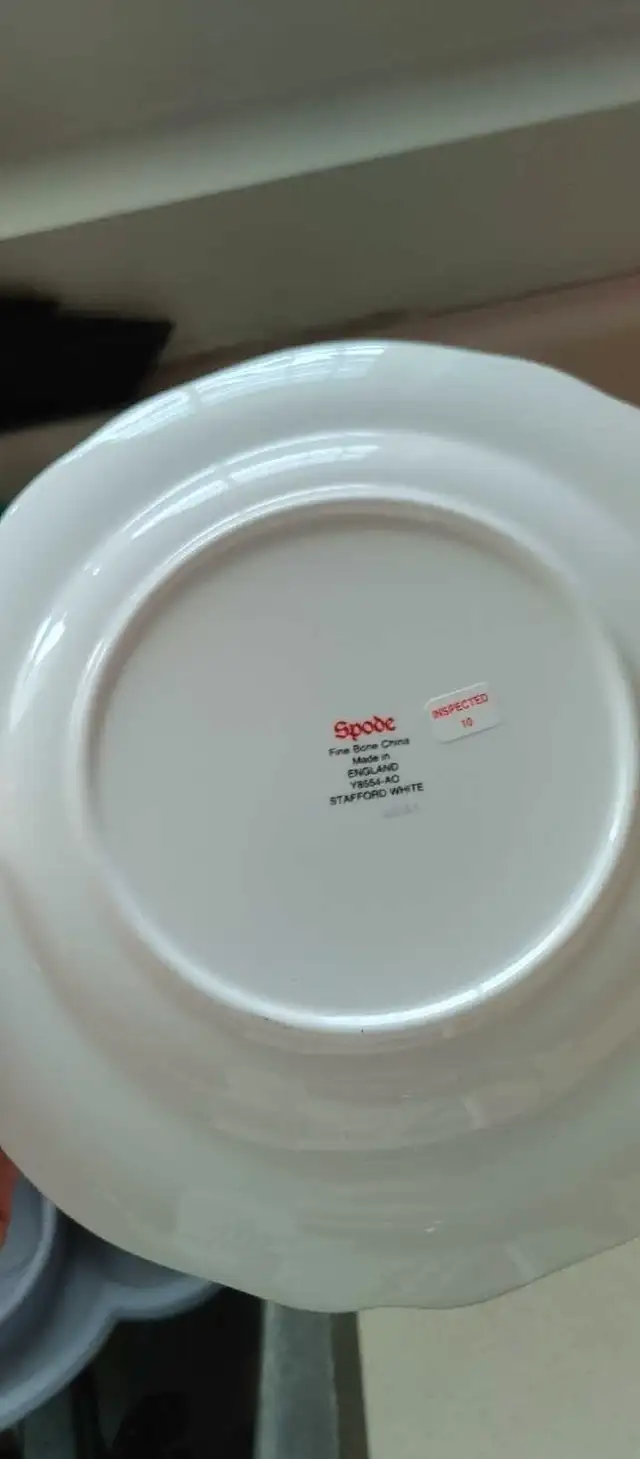 Spode
Fine Bone China
Made in
ENGLAND
Y8554-AO
STAFFORD WHITE
INSPECTED
10